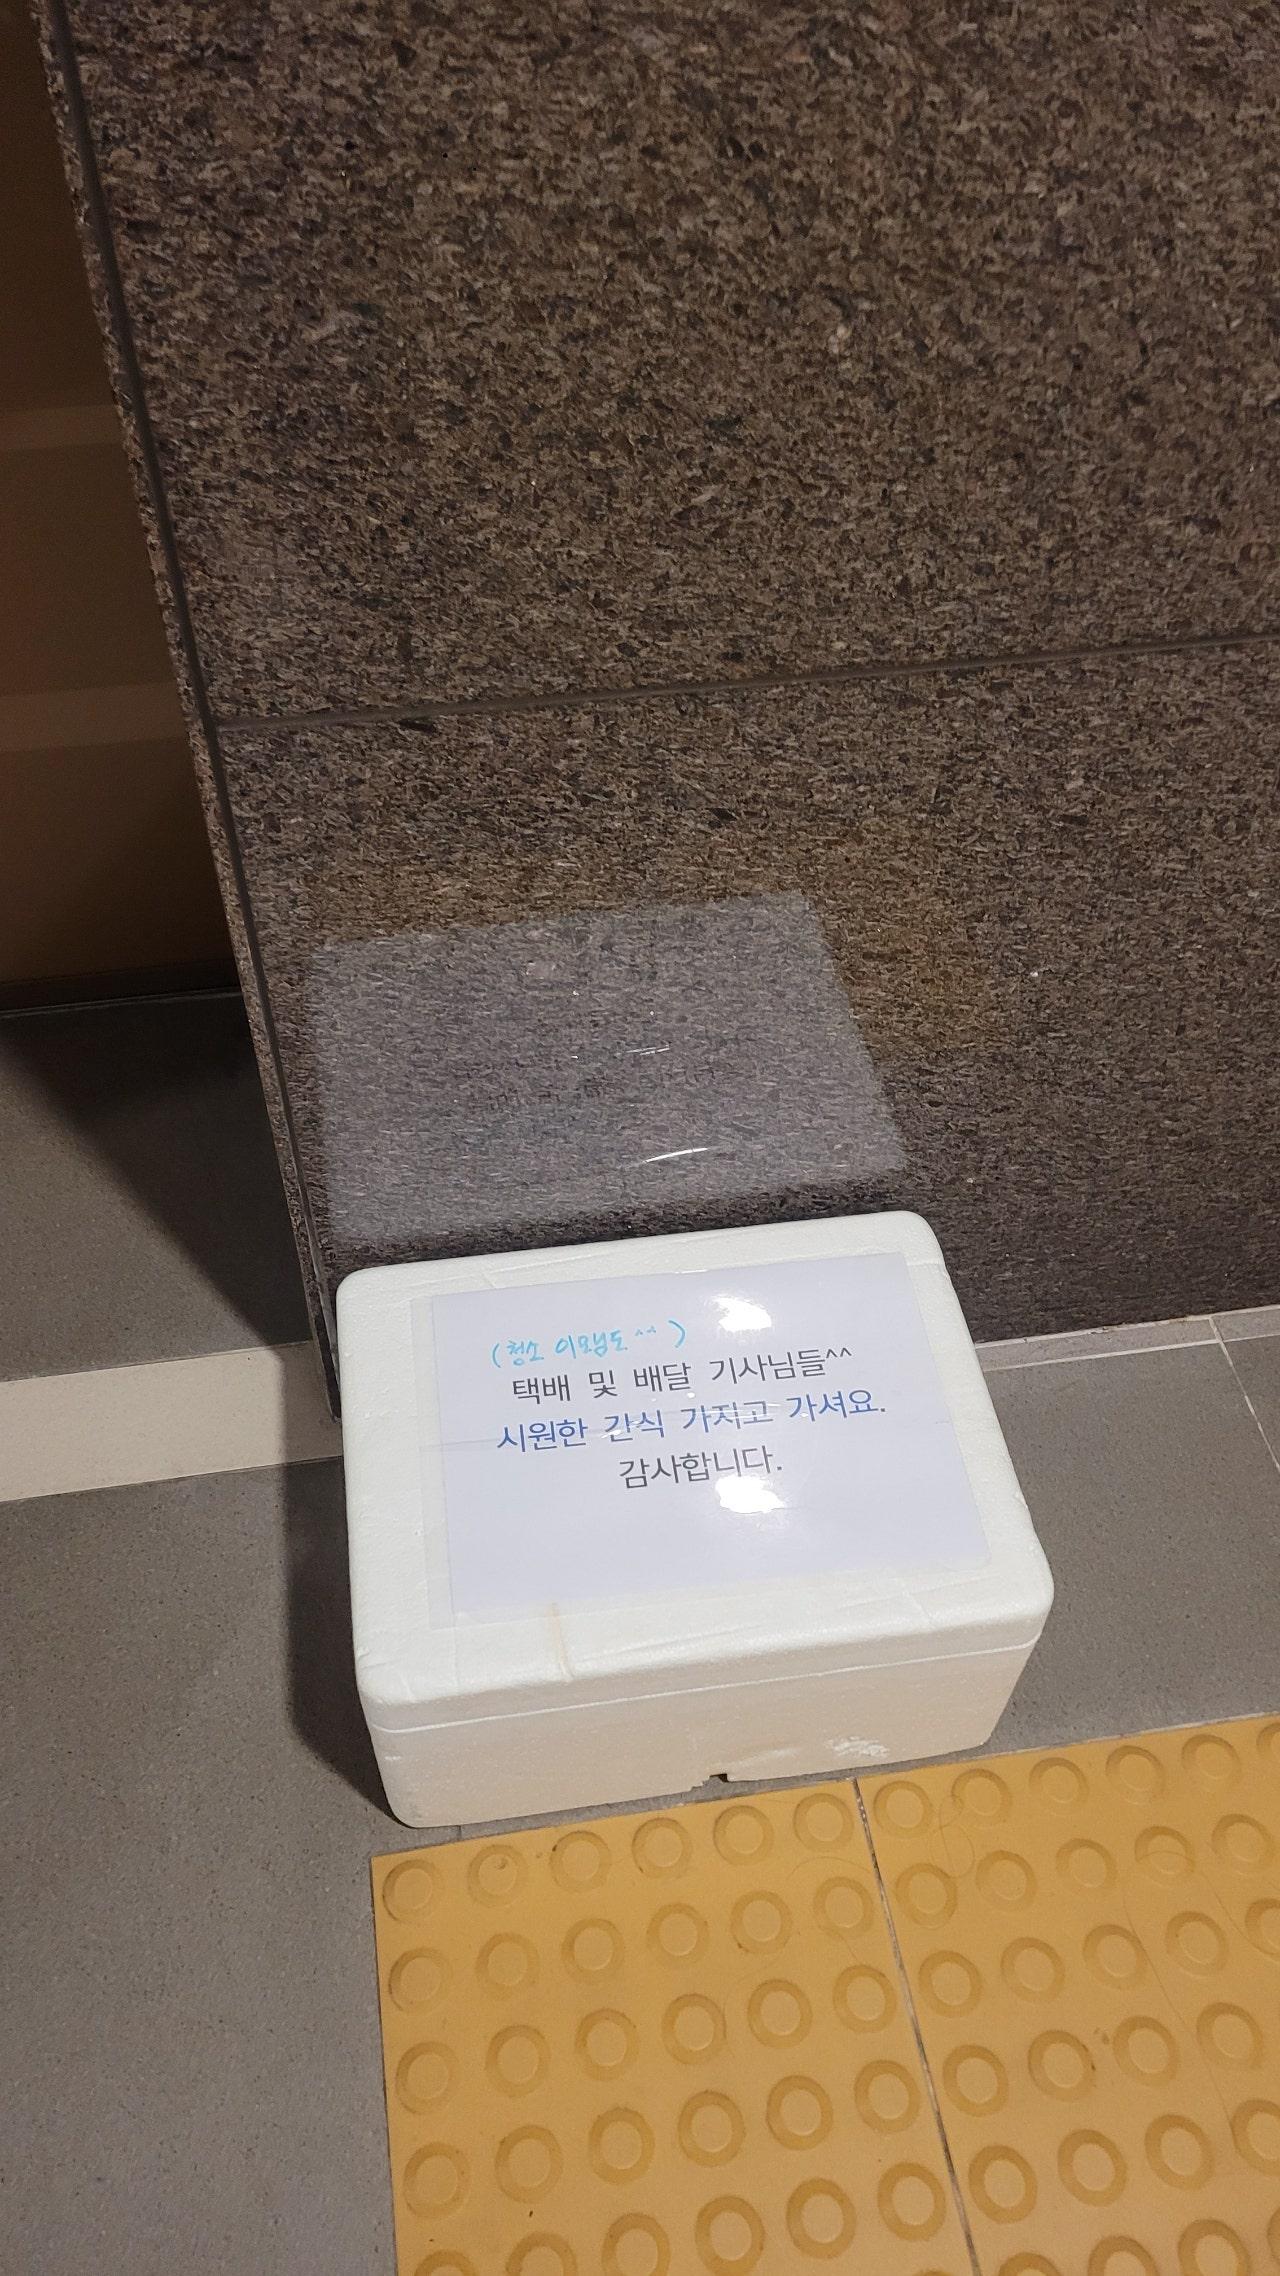 (청소 이모님도^^)
택배 및 배달 기사님들^^
시원한 간식 가지고 가셔요.
감사합니다.